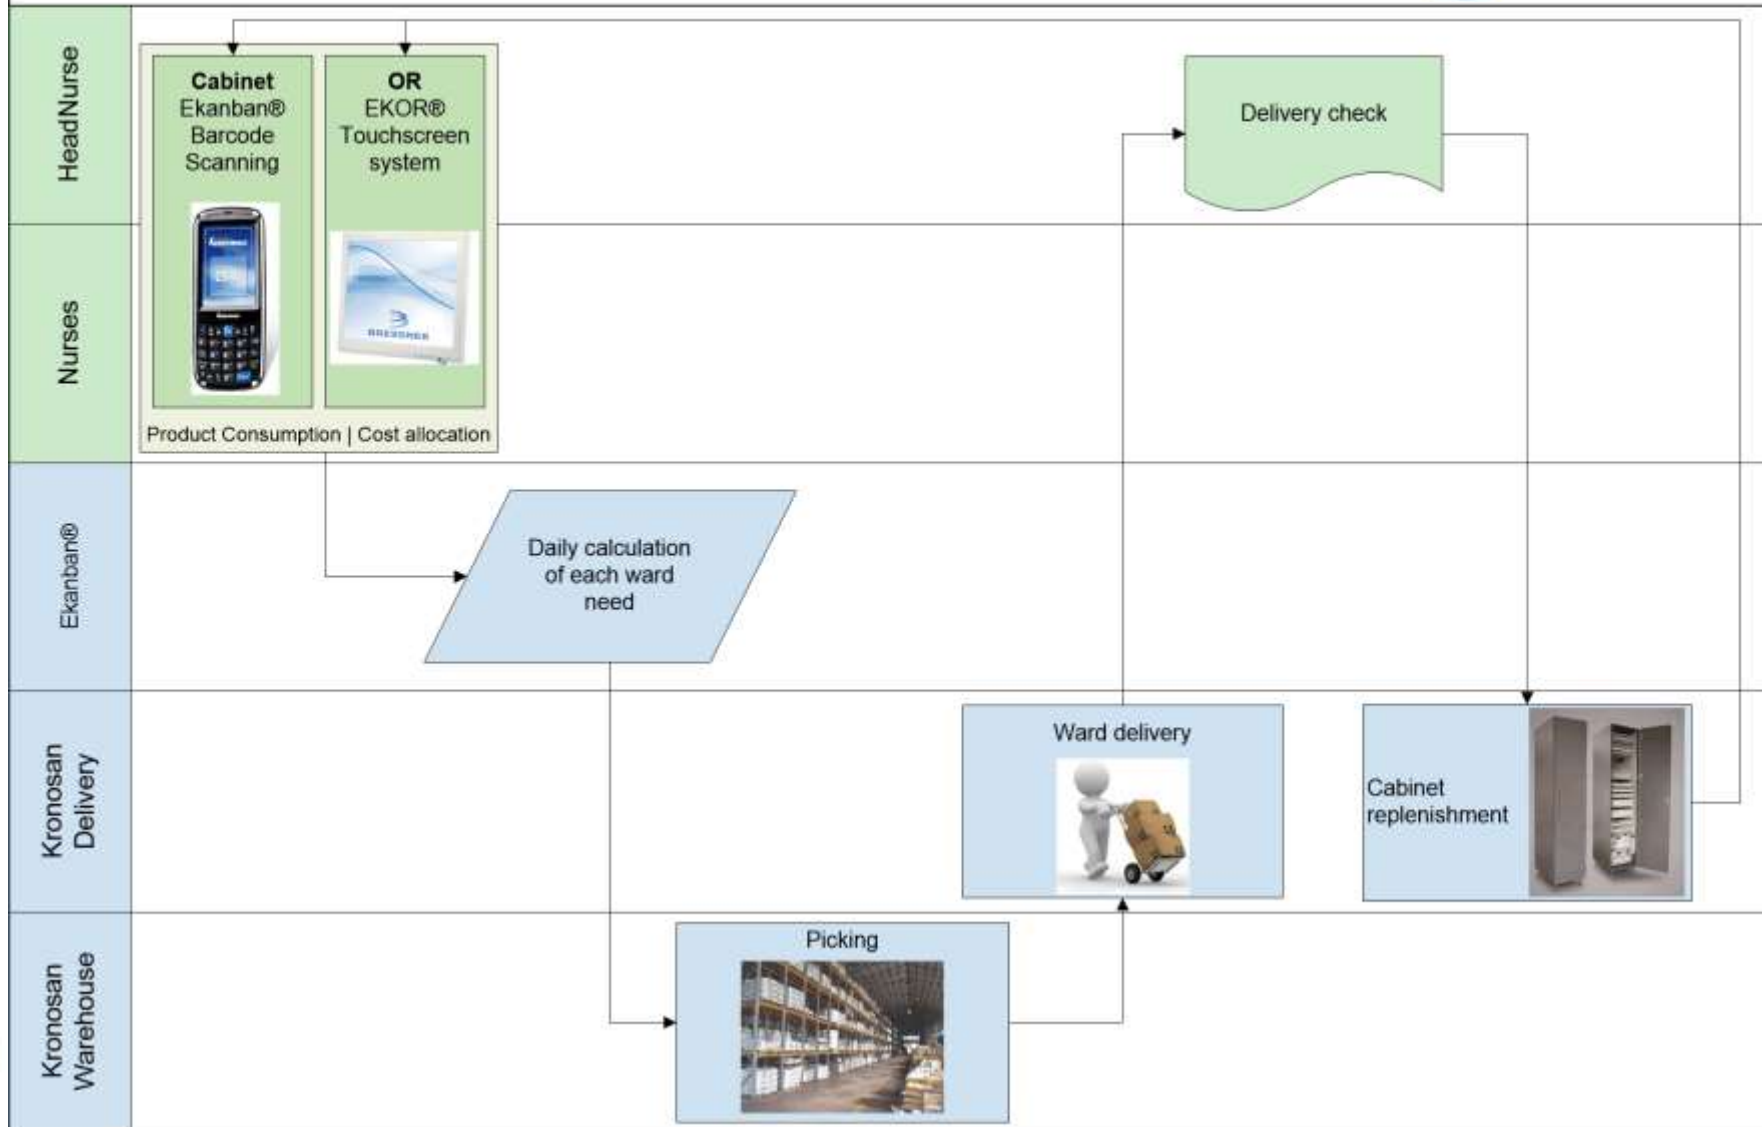 HeadNurse
Cabinet
Ekanban®
Barcode
Scanning
OR
EKOR®
Touchscreen
system
Delivery check
Nurses
BRESSNER
Product Consumption | Cost allocation
Ekanban®
Daily calculation
of each ward
need
Kronosan
Delivery
Ward delivery
Cabinet
replenishment
Kronosan
Warehouse
Picking